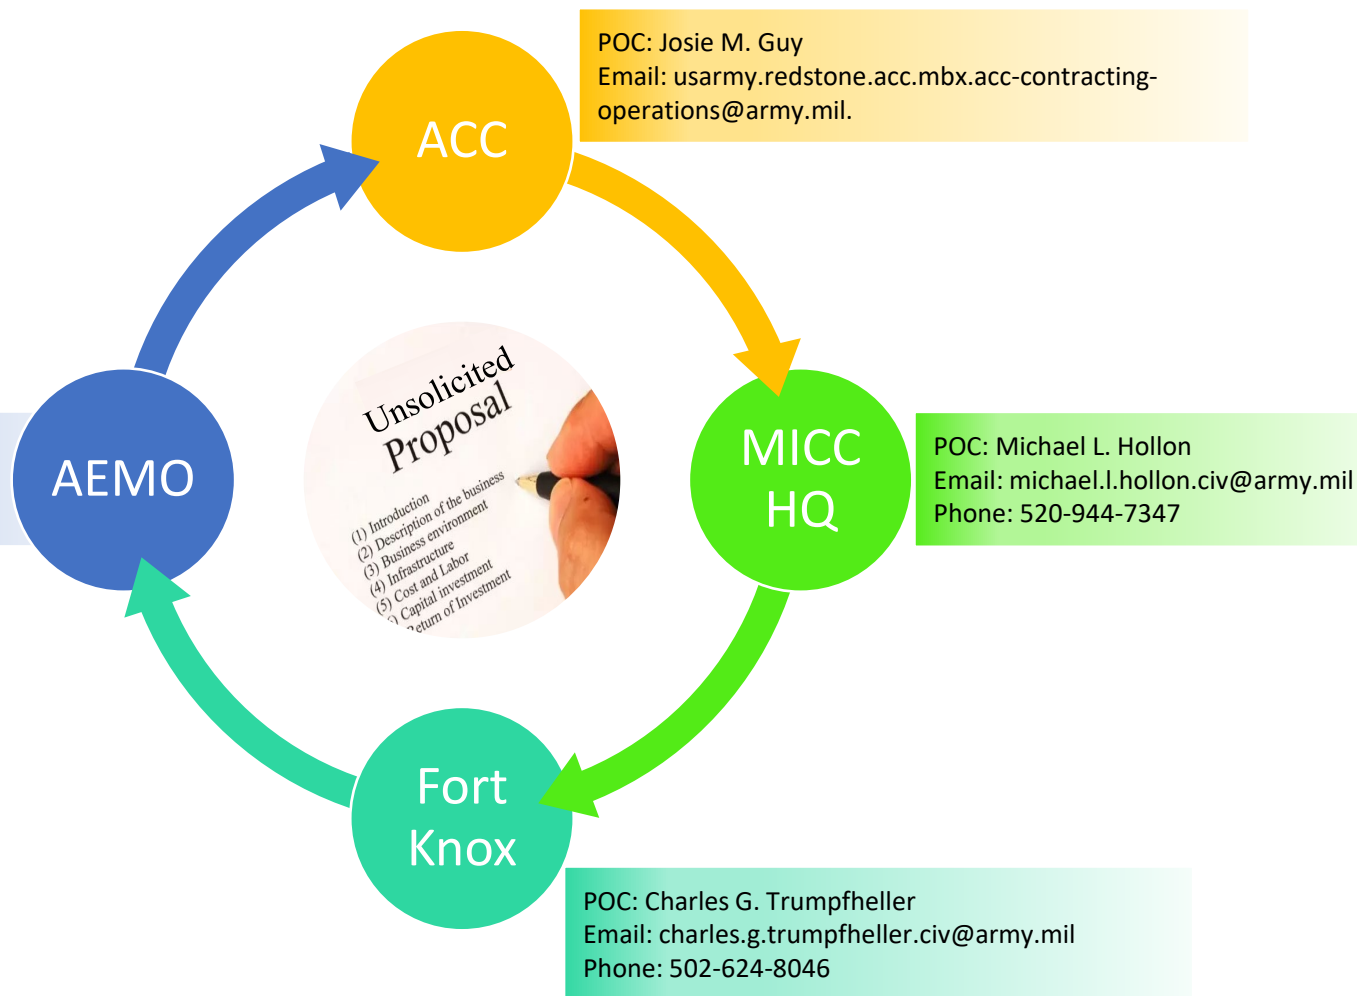 POC: Josie M. Guy
Email: usarmy.redstone.acc.mbx.acc-contracting-
operations@army.mil.
ACC
AEMO
Unsolicited
Proposal
(1) Introduction
(2) Description of the business
(3) Business environment
(4) Infrastructure
(5) Cost and Labor
) Capital investment
Return of Investment
MICC
HQ
POC: Michael L. Hollon
Email: michael.l.hollon.civ@army.mil
Phone: 520-944-7347
Fort
Knox
POC: Charles G. Trumpfheller
Email: charles.g.trumpfheller.civ@army.mil
Phone: 502-624-8046